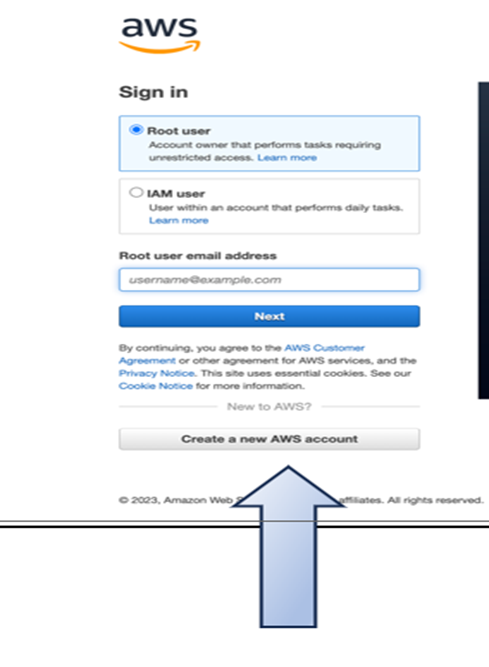 aws
Sign in
Root user
Account owner that performs tasks requiring
unrestricted access. Learn more
IAM user
User within an account that performs daily tasks.
Learn more
Root user email address
username@example.com
Next
By continuing, you agree to the AWS Customer
Agreement or other agreement for AWS services, and the
Privacy Notice. This site uses essential cookies. See our
Cookie Notice for more information.
New to AWS?
Create a new AWS account
© 2023, Amazon Web affiliates. All rights reserved.